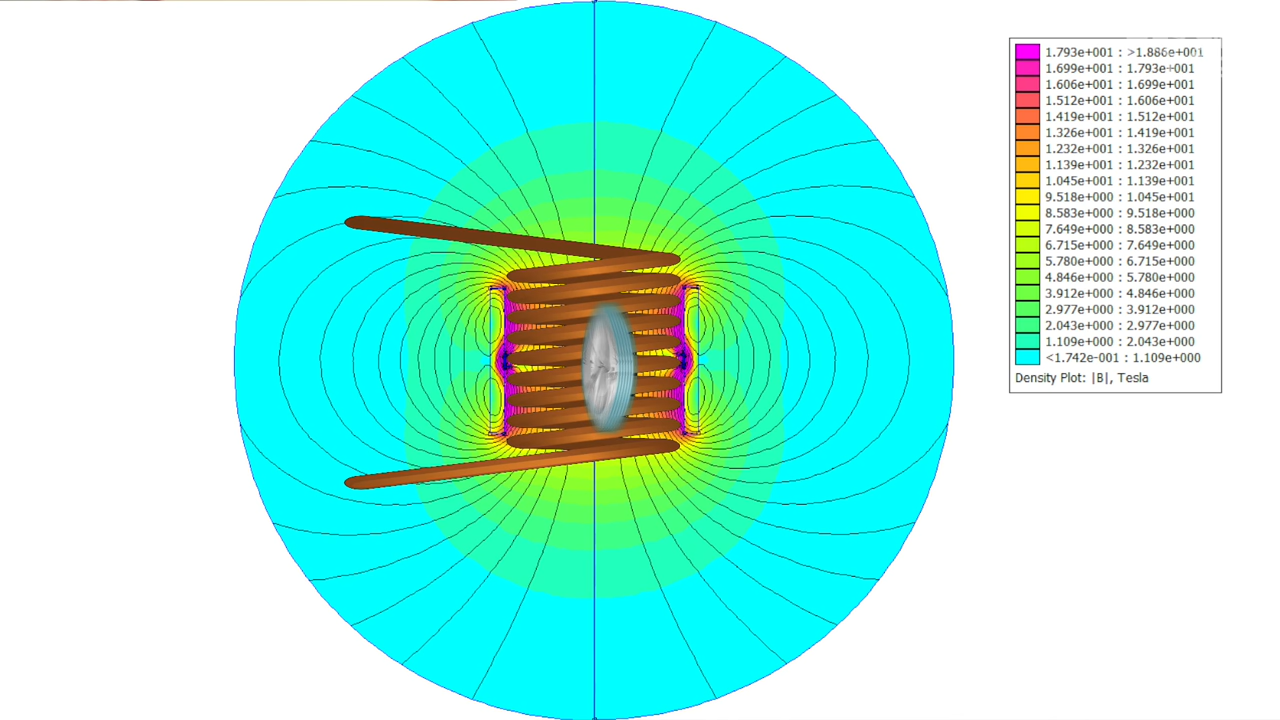 1.793e+001 : >1.886e+001
1.699e+001 : 1.793e+001
1.606e+001 : 1.699e+001
1.512e+001 : 1.606e+001
1.419e+001 : 1.512e+001
1.326e+001 : 1.419e+001
1.232e+001 : 1.326e+001
1.139e+001 : 1.232e+001
1.045e+001 : 1.139e+001
9.518e+000 : 1.045e+001
8.583e+000 : 9.518e+000
7.649e+000 : 8.583e+000
6.715e+000 : 7.649e+000
5.780e+000 : 6.715e+000
4.846e+000 : 5.780e+000
3.912e+000 : 4.846e+000
2.977e+000 : 3.912e+000
2.043e+000 : 2.977e+000
1.109e+000 : 2.043e+000
<1.742e-001 : 1.109e+000
Density Plot: |B|, Tesla